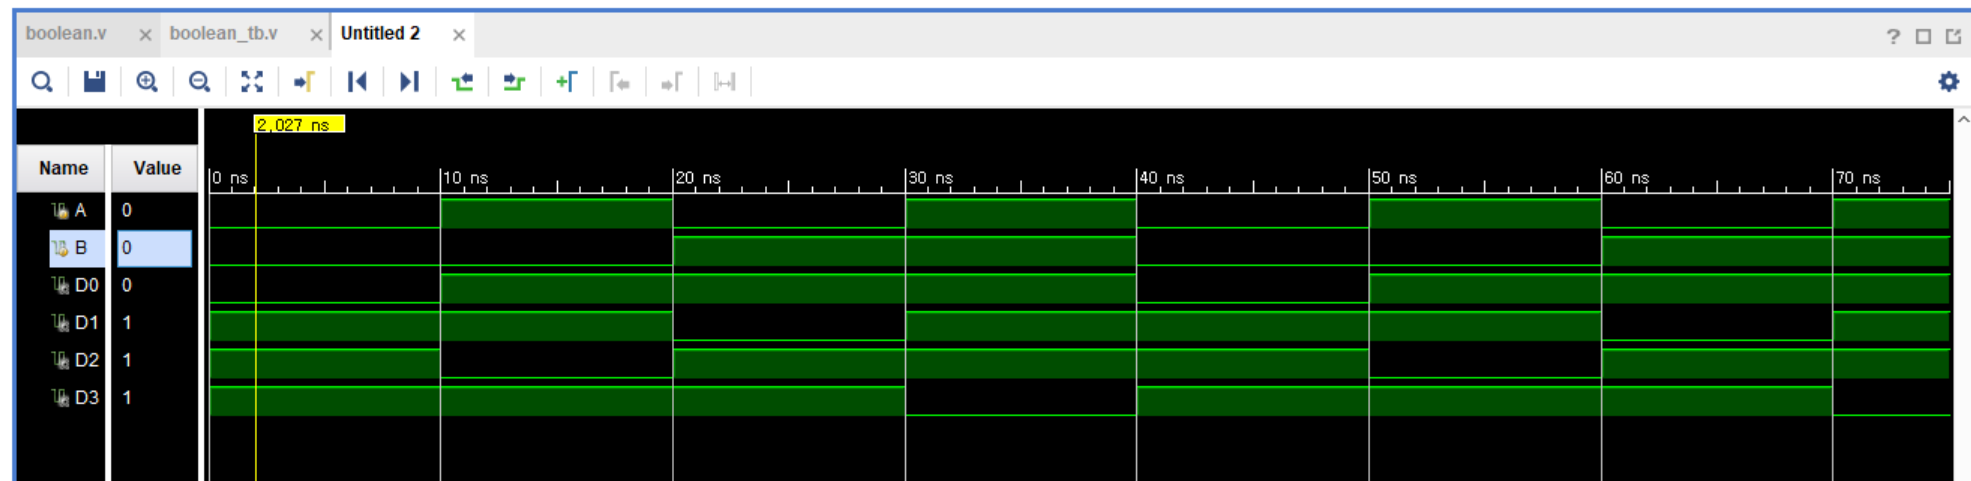 boolean.v × boolean_tb.v × Untitled 2 ×
?
2,027 ns
Name Value
0 ns 10 ns 20 ns 30 ns 40 ns 50 ns 60 ns 70 ns
A 0
B 0
D0 0
D1 1
D2 1
D3 1